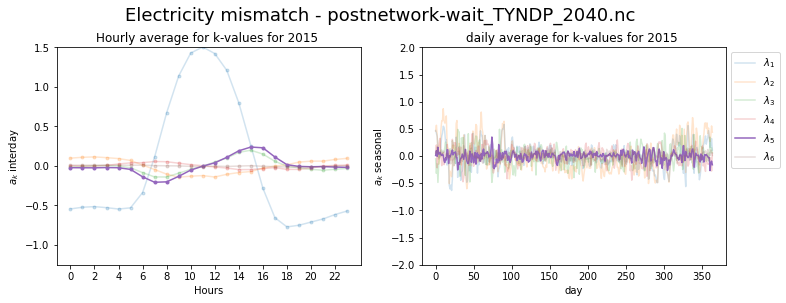 Electricity mismatch - postnetwork-wait_TYNDP_2040.nc
Hourly average for k-values for 2015
1.5
1.0
0.5
0.0
−0.5
−1.0
a_k interday
0 2 4 6 8 10 12 14 16 18 20 22
Hours
daily average for k-values for 2015
2.0
1.5
1.0
0.5
0.0
−0.5
−1.0
−1.5
−2.0
a_k seasonal
0 50 100 150 200 250 300 350
day
λ₁
λ₂
λ₃
λ₄
λ₅
λ₆